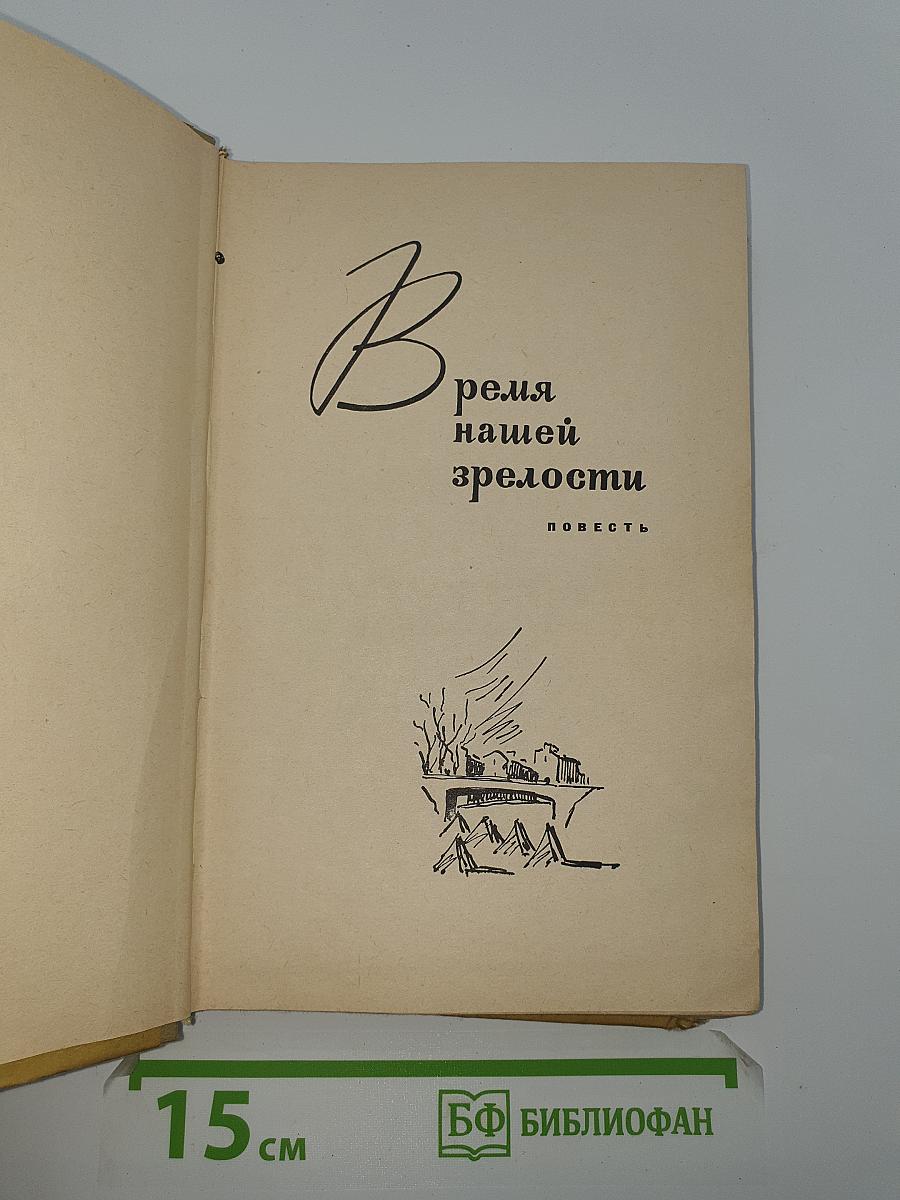 Время
нашей
зрелости
ПОВЕСТЬ
15 см
БФ БИБЛИОФАН